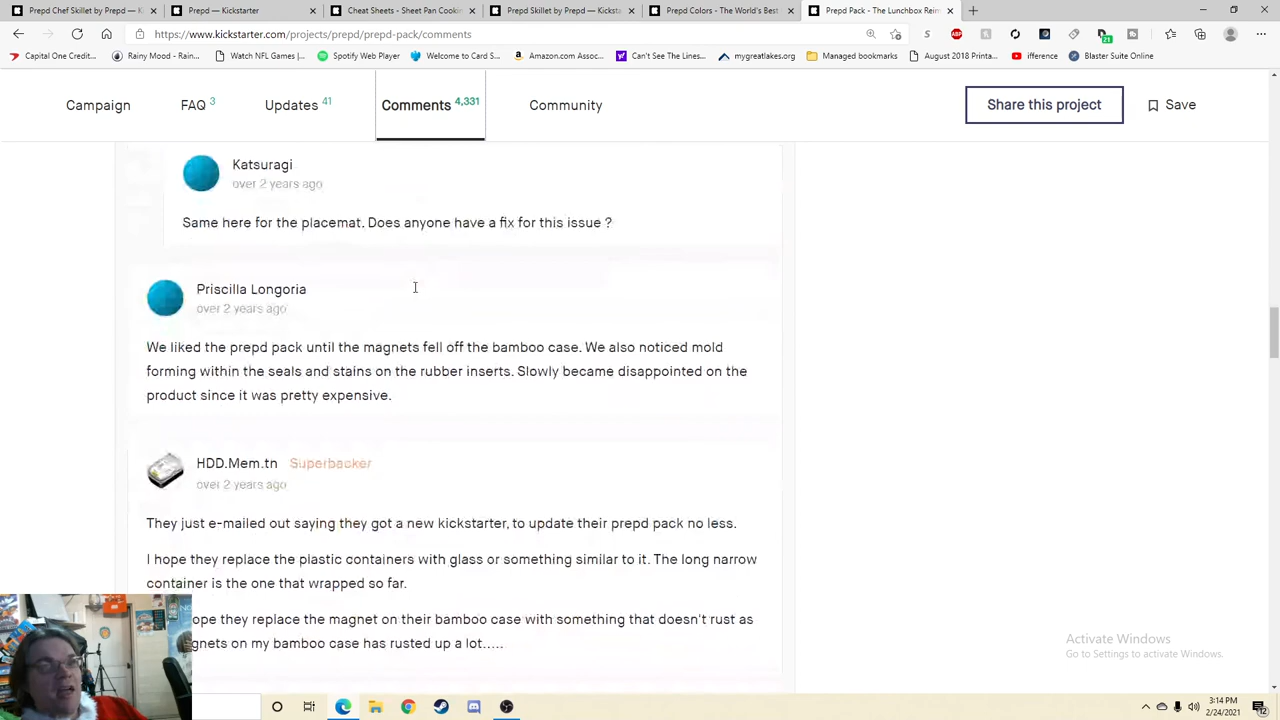 Prepd Chef Skillet by Prepd — K
Prepd — Kickstarter
Cheat Sheets - Sheet Pan Cookin
Prepd Skillet by Prepd — Kicksta
Prepd Colors - The World's Best
Prepd Pack - The Lunchbox Rei
https://www.kickstarter.com/projects/prepd/prepd-pack/comments
Capital One Credit...
Rainy Mood - Rain...
Watch NFL Games |...
Spotify Web Player
Welcome to Card S...
Amazon.com Assoc...
Can't See The Lines...
mygreatlakes.org
Managed bookmarks
August 2018 Printa...
ifference
Blaster Suite Online
Campaign
FAQ 3
Updates 41
Comments 4,331
Community
Share this project
Save
Katsuragi
over 2 years ago
Same here for the placemat. Does anyone have a fix for this issue ?
Priscilla Longoria
over 2 years ago
We liked the prepd pack until the magnets fell off the bamboo case. We also noticed mold
forming within the seals and stains on the rubber inserts. Slowly became disappointed on the
product since it was pretty expensive.
HDD.Mem.tn Superbacker
over 2 years ago
They just e-mailed out saying they got a new kickstarter, to update their prepd pack no less.
I hope they replace the plastic containers with glass or something similar to it. The long narrow
container is the one that wrapped so far.
ope they replace the magnet on their bamboo case with something that doesn't rust as
gnets on my bamboo case has rusted up a lot.....
Activate Windows
Go to Settings to activate Windows.
3:14 PM
2/24/2021